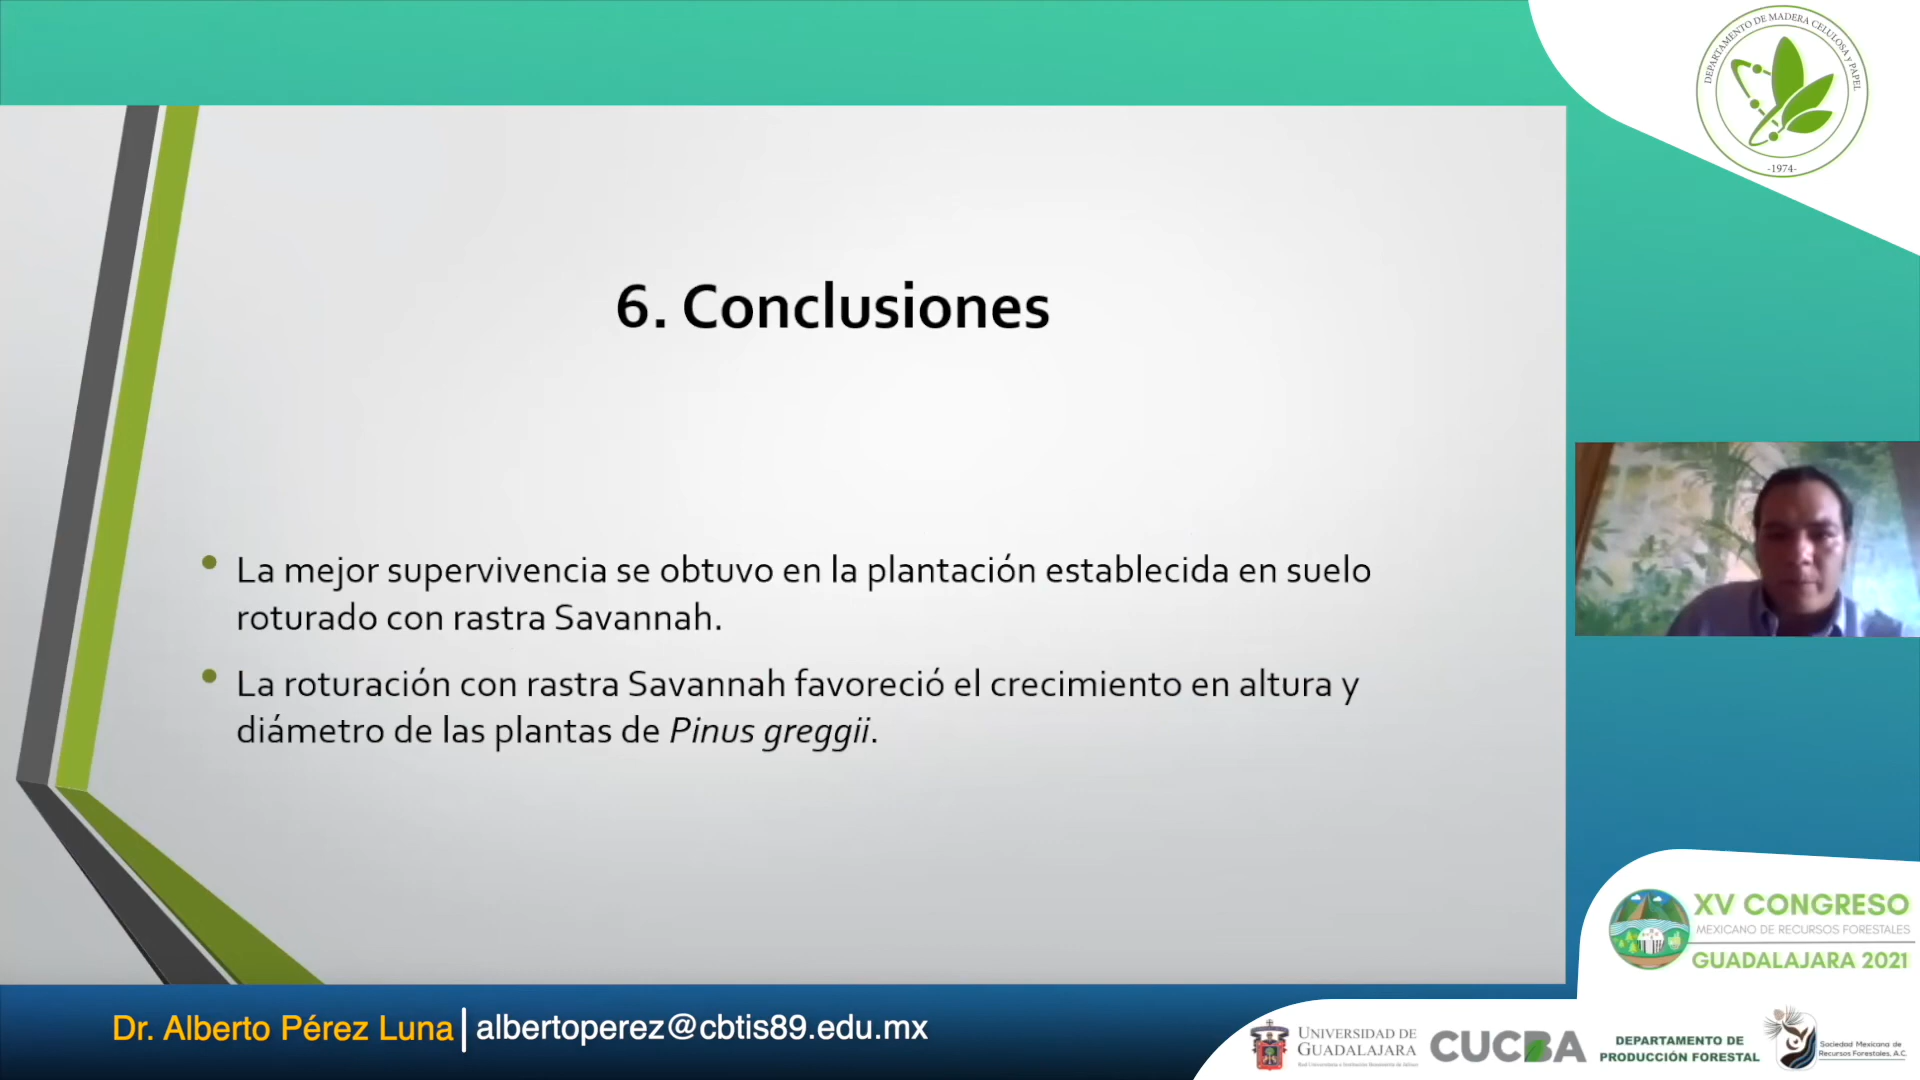 DEPARTAMENTO DE MADERA CELULOSA Y PAPEL
-1974-
6. Conclusiones
• La mejor supervivencia se obtuvo en la plantación establecida en suelo
roturado con rastra Savannah.
• La roturación con rastra Savannah favoreció el crecimiento en altura y
diámetro de las plantas de Pinus greggii.
XV CONGRESO
MEXICANO DE RECURSOS FORESTALES
GUADALAJARA 2021
Dr. Alberto Pérez Luna | albertoperez@cbtis89.edu.mx
UNIVERSIDAD DE
GUADALAJARA
CUCBA
DEPARTAMENTO DE
PRODUCCIÓN FORESTAL
Sociedad Mexicana de
Recursos Forestales, A.C.